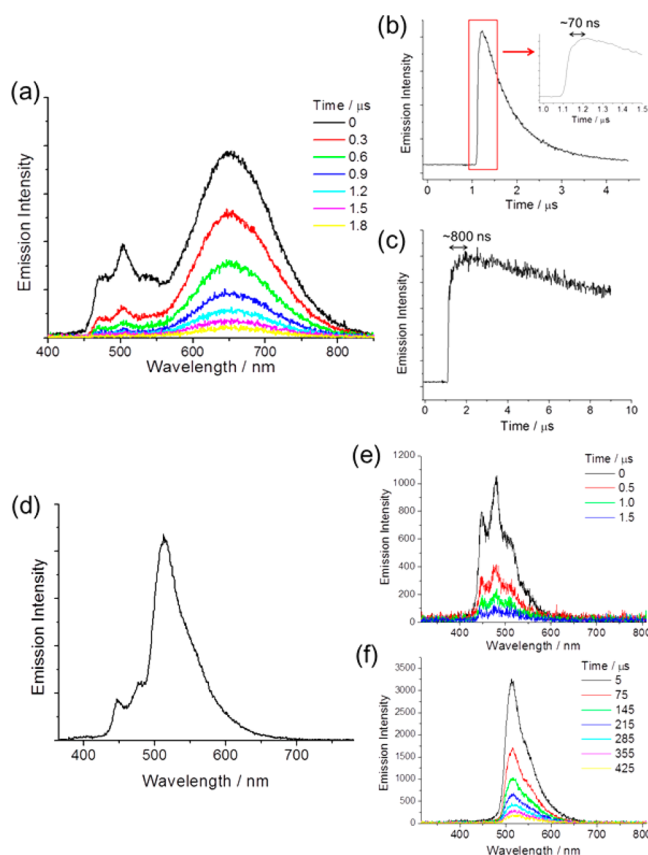 (a)
Time / μs
0
0.3
0.6
0.9
1.2
1.5
1.8
Emission Intensity
400 500 600 700 800
Wavelength / nm
(b)
~70 ns
Emission Intensity
1.0 1.1 1.2 1.3 1.4 1.5
Time / μs
0 1 2 3 4
Time / μs
(c)
~800 ns
Emission Intensity
0 2 4 6 8 10
Time / μs
(d)
Emission Intensity
400 500 600 700
Wavelength / nm
(e)
Time / μs
0
0.5
1.0
1.5
Emission Intensity
1200
1000
800
600
400
200
0
400 500 600 700 800
Wavelength / nm
(f)
Time / μs
5
75
145
215
285
355
425
Emission Intensity
3500
3000
2500
2000
1500
1000
500
0
400 500 600 700 800
Wavelength / nm